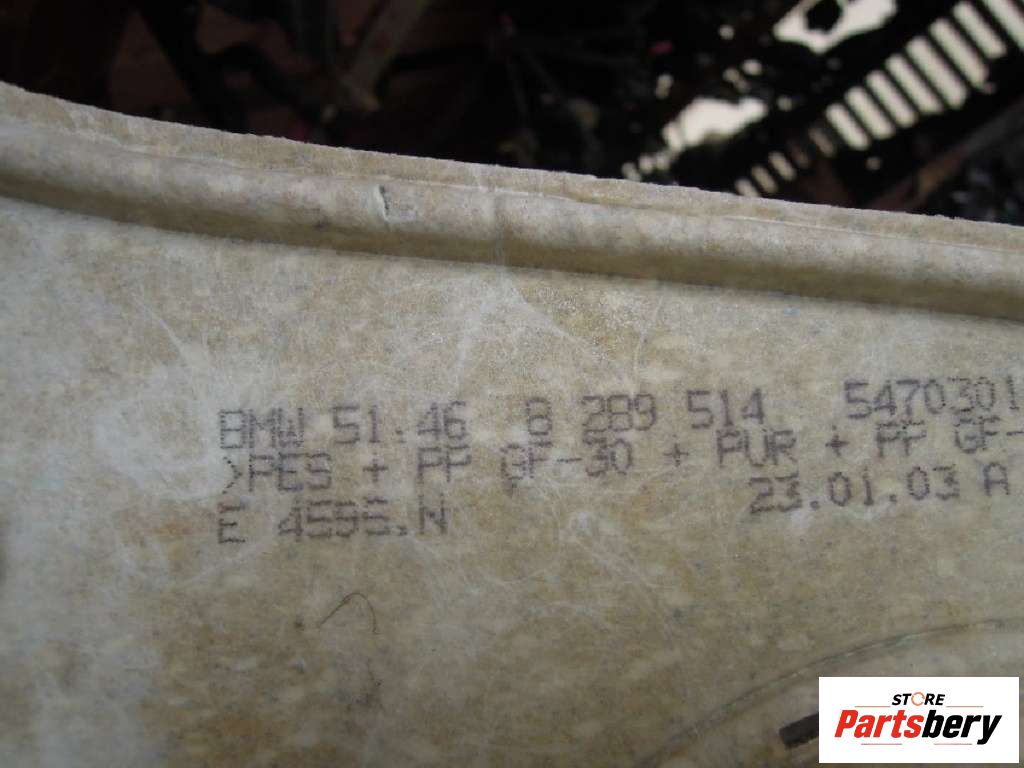 BMW 51.46 8 289 514 5470301
>PES + PP GF-30 + PUR + PP GF-
E 4595.N 23.01.03 A
STORE
Partsbery